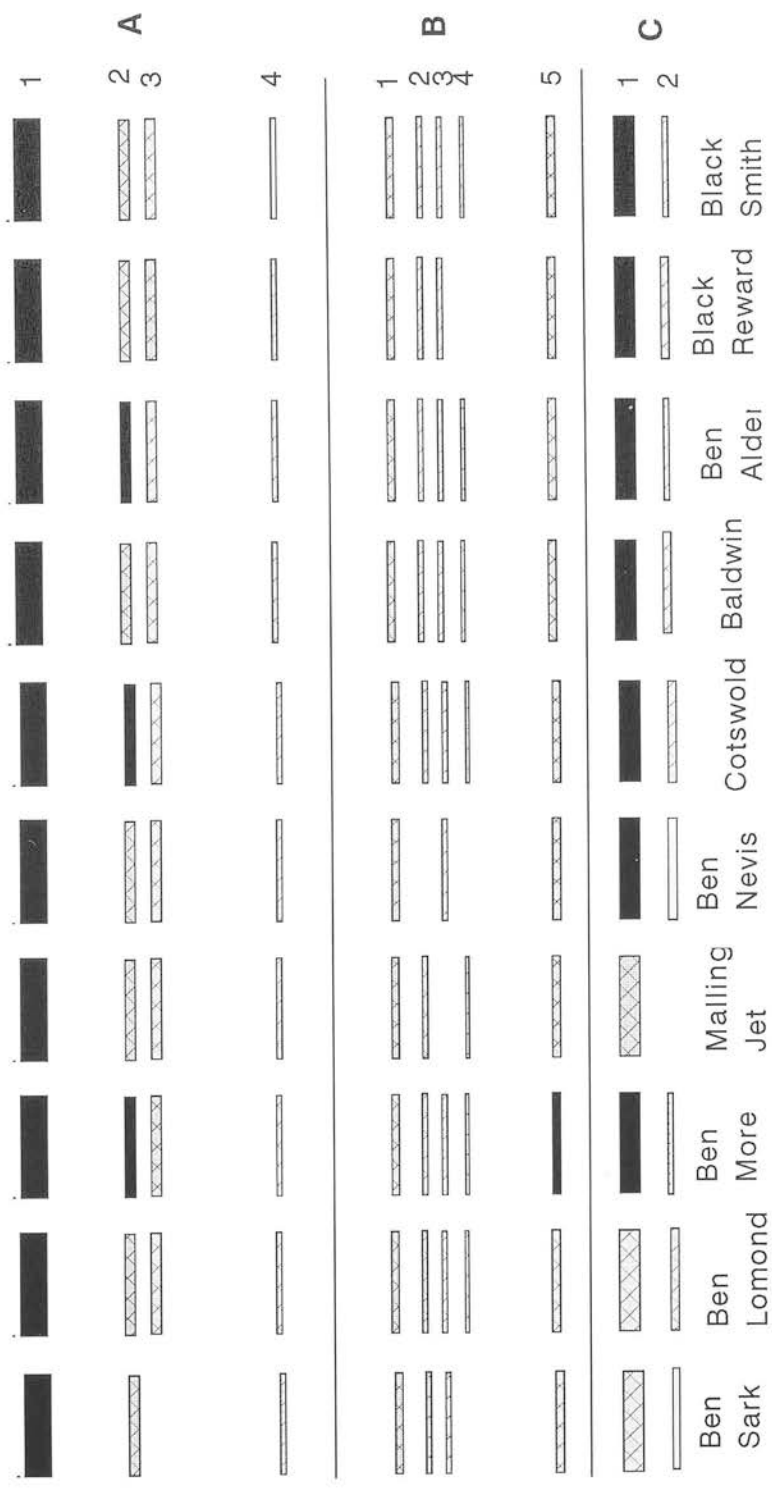 A
1
2
3
4
B
1
2
3
4
5
C
1
2
Ben
Sark
Ben
Lomond
Ben
More
Malling
Jet
Ben
Nevis
Cotswold
Baldwin
Ben
Alder
Black
Reward
Black
Smith